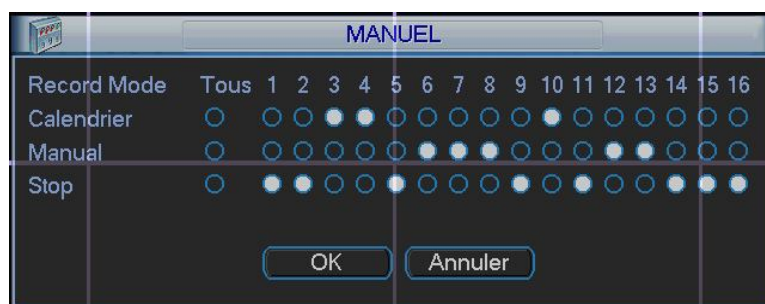 MANUEL
Record Mode Tous 1 2 3 4 5 6 7 8 9 10 11 12 13 14 15 16
Calendrier
Manual
Stop
OK Annuler